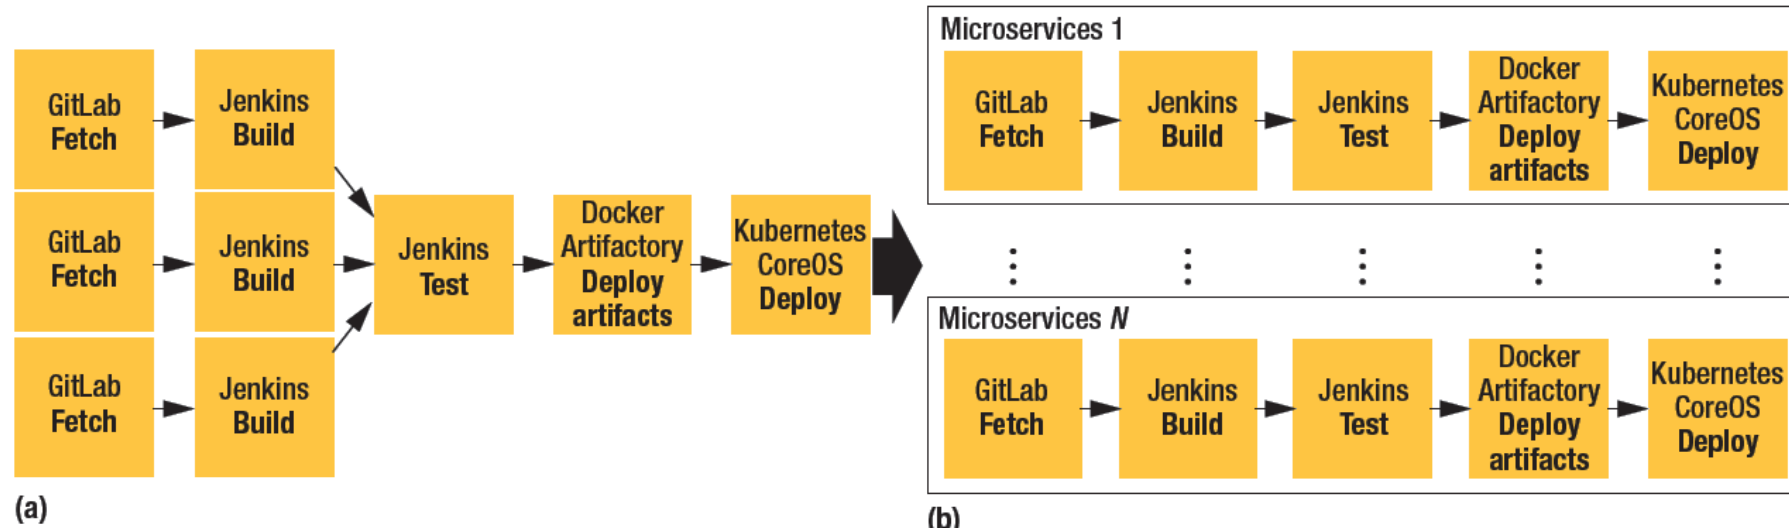 GitLab
Fetch
Jenkins
Build
GitLab
Fetch
Jenkins
Build
GitLab
Fetch
Jenkins
Build
Jenkins
Test
Docker
Artifactory
Deploy
artifacts
Kubernetes
CoreOS
Deploy
(a)
Microservices 1
GitLab
Fetch
Jenkins
Build
Jenkins
Test
Docker
Artifactory
Deploy
artifacts
Kubernetes
CoreOS
Deploy
Microservices N
GitLab
Fetch
Jenkins
Build
Jenkins
Test
Docker
Artifactory
Deploy
artifacts
Kubernetes
CoreOS
Deploy
(b)